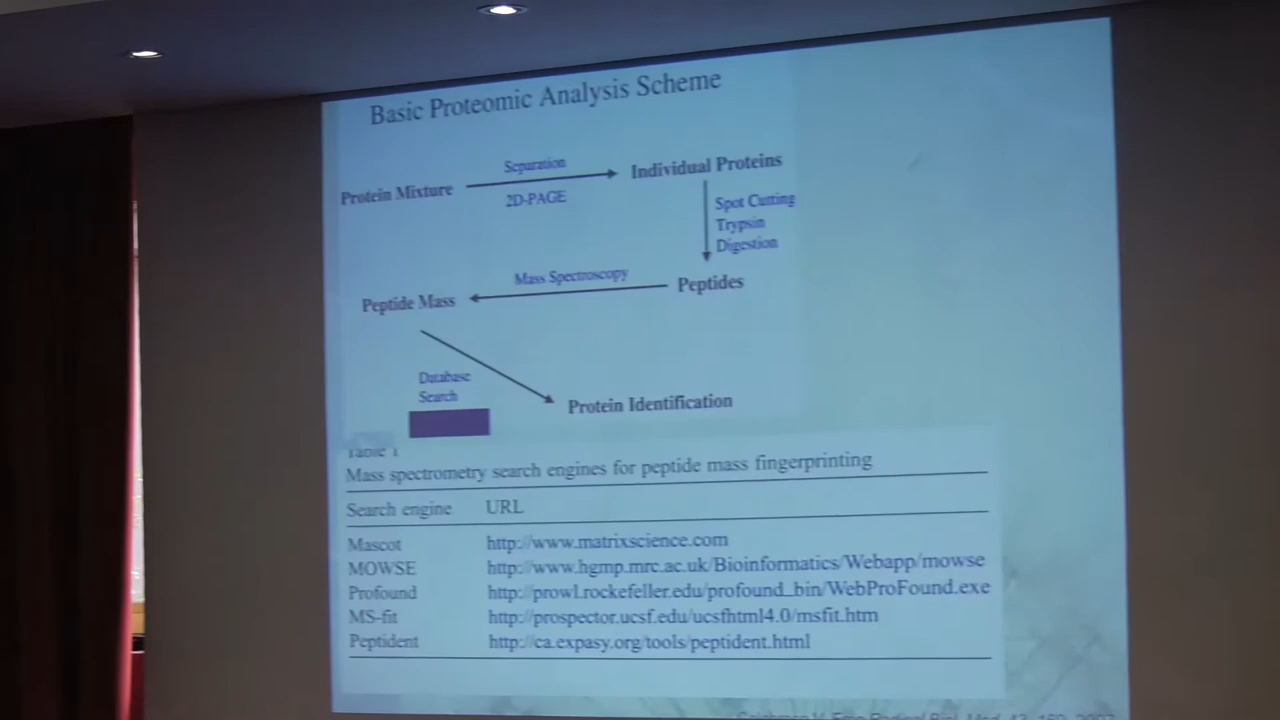 Basic Proteomic Analysis Scheme
Separation
Protein Mixture
Individual Proteins
2D-PAGE
Spot Cutting
Trypsin
Digestion
Mass Spectroscopy
Peptides
Peptide Mass
Database
Search
Protein Identification
Table 1
Mass spectrometry search engines for peptide mass fingerprinting
Search engine URL
Mascot http://www.matrixscience.com
MOWSE http://www.hgmp.mrc.ac.uk/Bioinformatics/Webapp/mowse
Profound http://prowl.rockefeller.edu/profound_bin/WebProFound.exe
MS-fit http://prospector.ucsf.edu/ucsfhtml4.0/msfit.htm
Peptident http://ca.expasy.org/tools/peptident.html